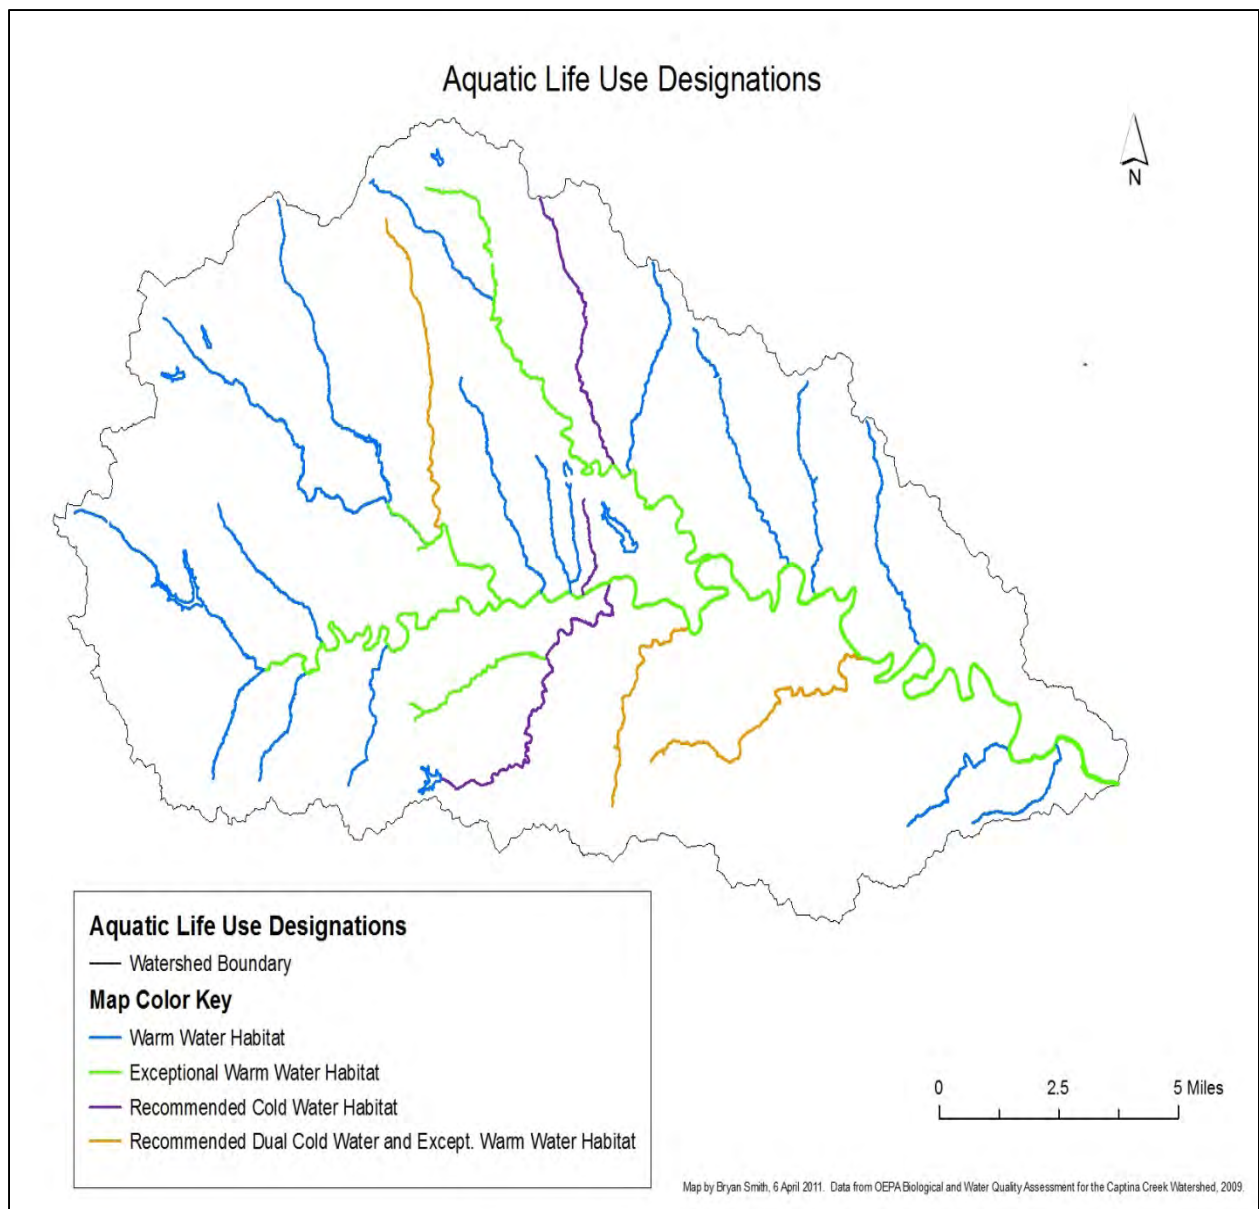 Aquatic Life Use Designations
N
Aquatic Life Use Designations
Watershed Boundary
Map Color Key
Warm Water Habitat
Exceptional Warm Water Habitat
Recommended Cold Water Habitat
Recommended Dual Cold Water and Except. Warm Water Habitat
0 2.5 5 Miles
Map by Bryan Smith, 6 April 2011. Data from OEPA Biological and Water Quality Assessment for the Captina Creek Watershed, 2009.